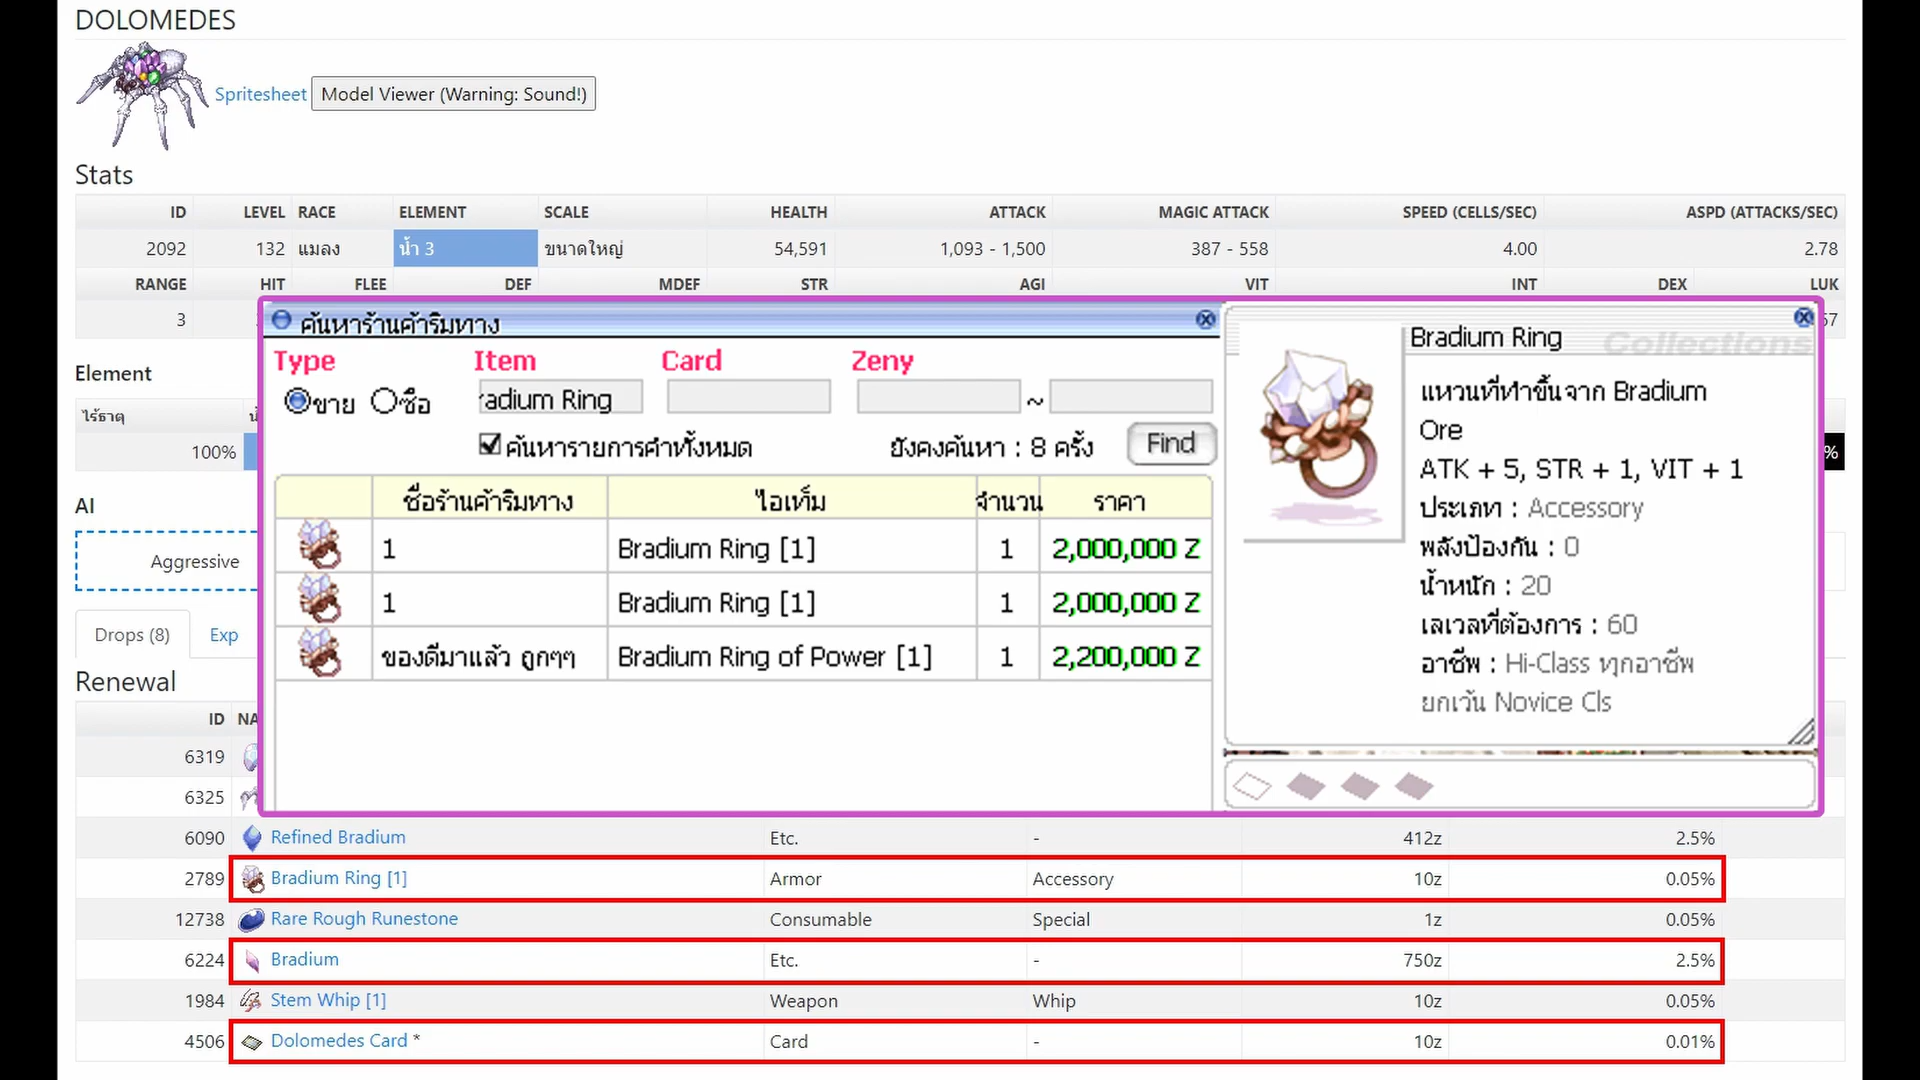 DOLOMEDES
Spritesheet Model Viewer (Warning: Sound!)
Stats
ID LEVEL RACE ELEMENT SCALE HEALTH ATTACK MAGIC ATTACK SPEED (CELLS/SEC) ASPD (ATTACKS/SEC)
2092 132 แมลง น้ำ 3 ขนาดใหญ่ 54,591 1,093 - 1,500 387 - 558 4.00 2.78
RANGE HIT FLEE DEF MDEF STR AGI VIT INT DEX LUK
3 57
Element
ไร้ธาตุ
100% %
AI
Aggressive
Drops (8) Exp
Renewal
ID NA
6319
6325
6090 Refined Bradium Etc. - 412z 2.5%
2789 Bradium Ring [1] Armor Accessory 10z 0.05%
12738 Rare Rough Runestone Consumable Special 1z 0.05%
6224 Bradium Etc. - 750z 2.5%
1984 Stem Whip [1] Weapon Whip 10z 0.05%
4506 Dolomedes Card * Card - 10z 0.01%
ค้นหาร้านค้าริมทาง
Type Item Card Zeny
ขาย ซื้อ adium Ring ~
ค้นหารายการคำทั้งหมด ยังคงค้นหา : 8 ครั้ง Find
ชื่อร้านค้าริมทาง ไอเท็ม จำนวน ราคา
1 Bradium Ring [1] 1 2,000,000 Z
1 Bradium Ring [1] 1 2,000,000 Z
ของดีมาแล้ว ถูกๆๆ Bradium Ring of Power [1] 1 2,200,000 Z
Bradium Ring
Collections
แหวนที่ทำขึ้นจาก Bradium
Ore
ATK + 5, STR + 1, VIT + 1
ประเภท : Accessory
พลังป้องกัน : 0
น้ำหนัก : 20
เลเวลที่ต้องการ : 60
อาชีพ : Hi-Class ทุกอาชีพ
ยกเว้น Novice Cls